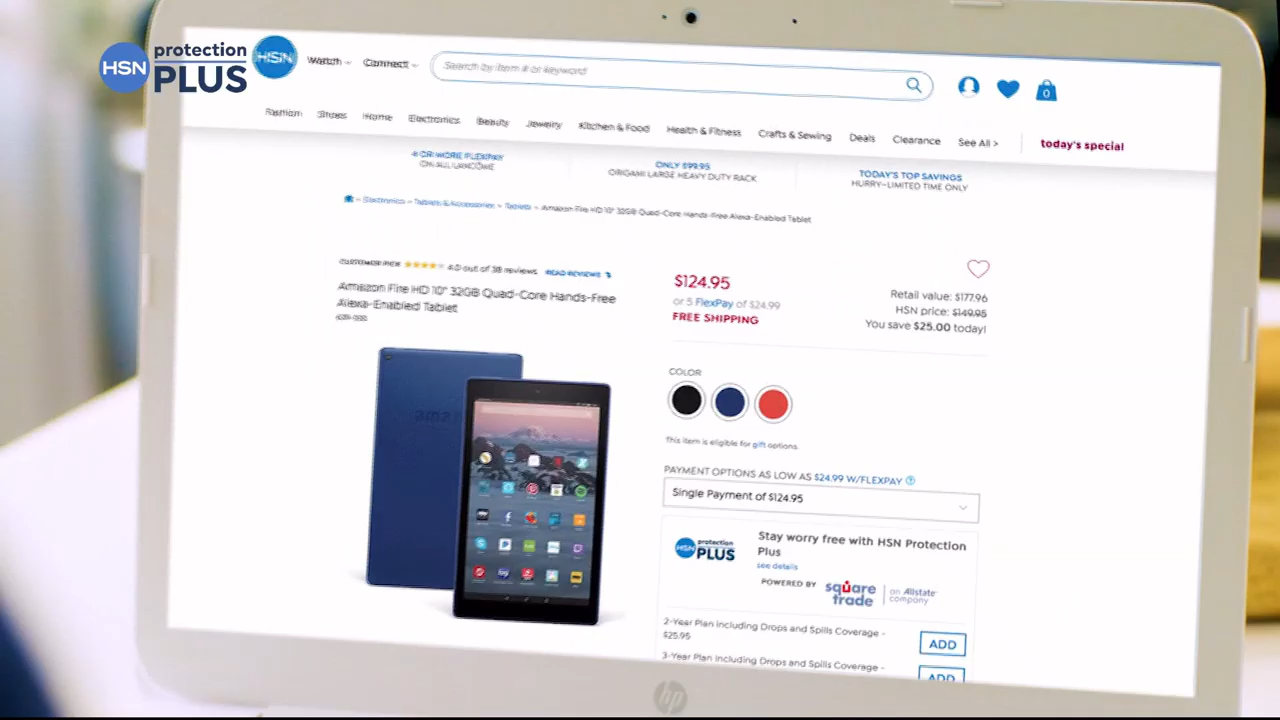 HSN protection PLUS
HSN Watch Connect Search by item # or keyword 0
Fashion Shoes Home Electronics Beauty Jewelry Kitchen & Food Health & Fitness Crafts & Sewing Deals Clearance See All > today's special
4 OR MORE FLEXPAY
ON ALL LANCOME
ONLY $99.95
ORIGAMI LARGE HEAVY DUTY RACK
TODAY'S TOP SAVINGS
HURRY–LIMITED TIME ONLY
Electronics Tablets & Accessories Tablets Amazon Fire HD 10" 32GB Quad-Core Hands-Free Alexa-Enabled Tablet
CUSTOMER PICK 4.0 out of 38 reviews READ REVIEWS
Amazon Fire HD 10" 32GB Quad-Core Hands-Free
Alexa-Enabled Tablet
$124.95
or 5 FlexPay of $24.99
FREE SHIPPING
Retail value: $177.96
HSN price: $149.95
You save $25.00 today!
COLOR
This item is eligible for gift options.
PAYMENT OPTIONS AS LOW AS $24.99 W/FLEXPAY ?
Single Payment of $124.95
HSN protection PLUS
Stay worry free with HSN Protection
Plus
see details
POWERED BY square trade an Allstate company
2-Year Plan Including Drops and Spills Coverage -
$25.95
ADD
3-Year Plan Including Drops and Spills Coverage -
ADD
hp